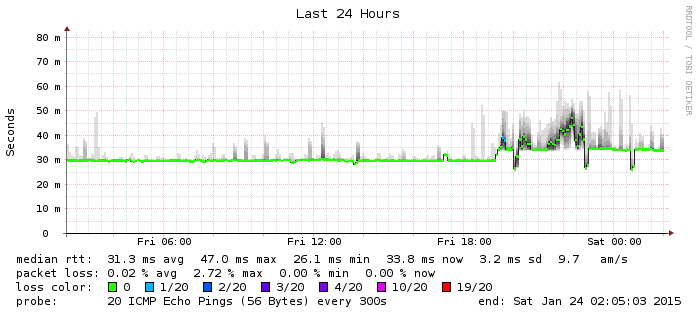 Last 24 Hours
RRDTOOL / TOBI OETIKER
Seconds
80 m
70 m
60 m
50 m
40 m
30 m
20 m
10 m
0
Fri 06:00 Fri 12:00 Fri 18:00 Sat 00:00
median rtt: 31.3 ms avg 47.0 ms max 26.1 ms min 33.8 ms now 3.2 ms sd 9.7 am/s
packet loss: 0.02 % avg 2.72 % max 0.00 % min 0.00 % now
loss color: 0 1/20 2/20 3/20 4/20 10/20 19/20
probe: 20 ICMP Echo Pings (56 Bytes) every 300s end: Sat Jan 24 02:05:03 2015